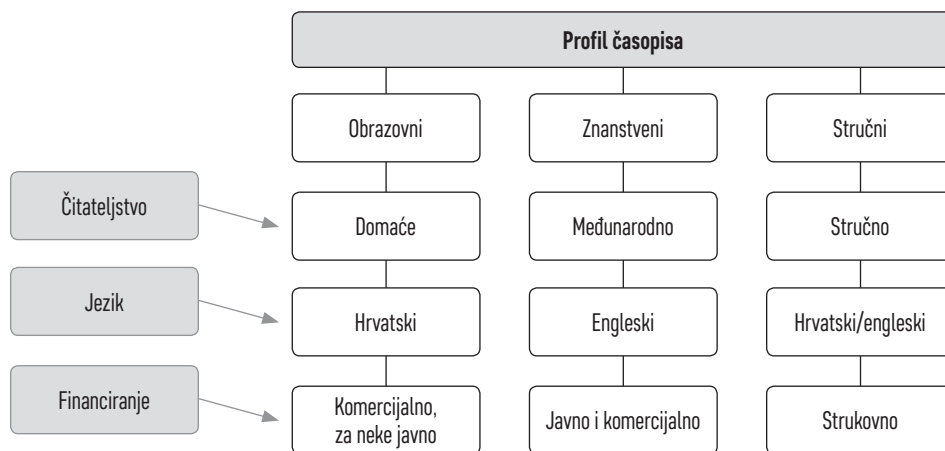 Profil časopisa
Obrazovni
Znanstveni
Stručni
Čitateljstvo
Domaće
Međunarodno
Stručno
Jezik
Hrvatski
Engleski
Hrvatski/engleski
Financiranje
Komercijalno,
za neke javno
Javno i komercijalno
Strukovno